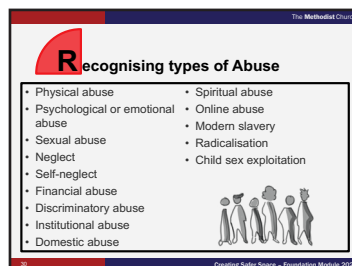 The Methodist Church
Recognising types of Abuse
• Physical abuse
• Psychological or emotional
abuse
• Sexual abuse
• Neglect
• Self-neglect
• Financial abuse
• Discriminatory abuse
• Institutional abuse
• Domestic abuse
• Spiritual abuse
• Online abuse
• Modern slavery
• Radicalisation
• Child sex exploitation
30
Creating Safer Space – Foundation Module 202